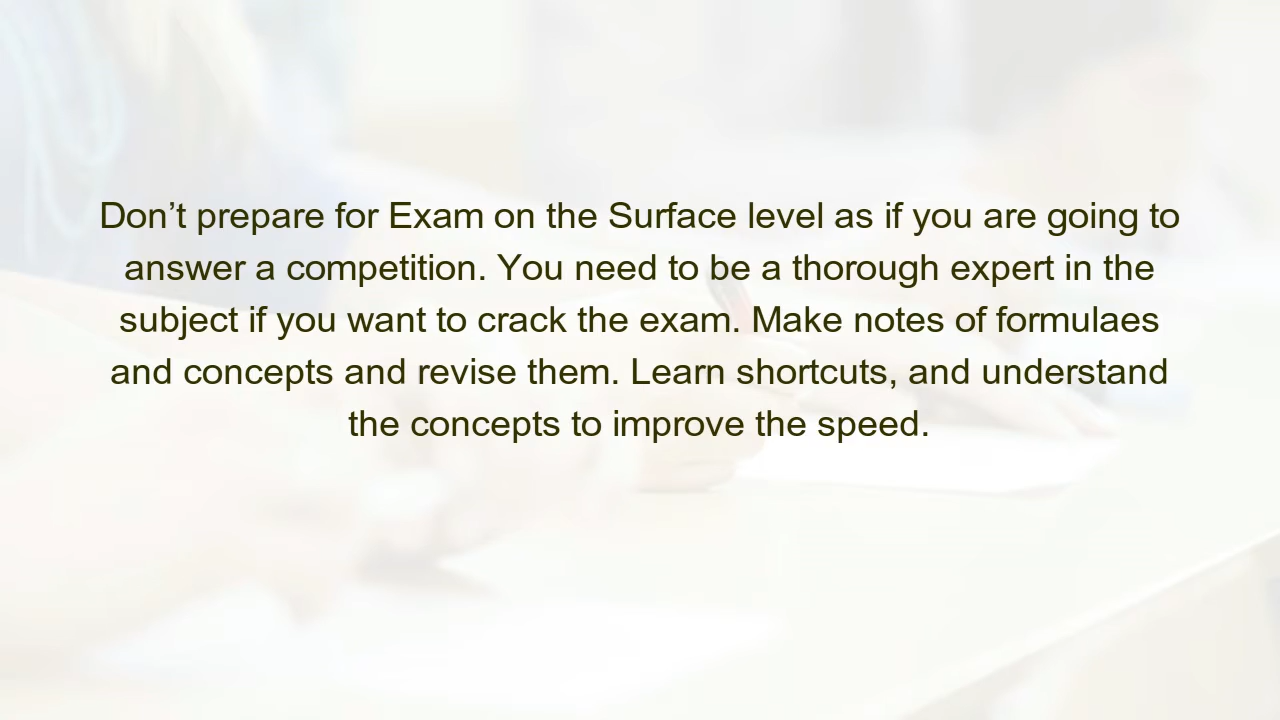 Don’t prepare for Exam on the Surface level as if you are going to
answer a competition. You need to be a thorough expert in the
subject if you want to crack the exam. Make notes of formulaes
and concepts and revise them. Learn shortcuts, and understand
the concepts to improve the speed.